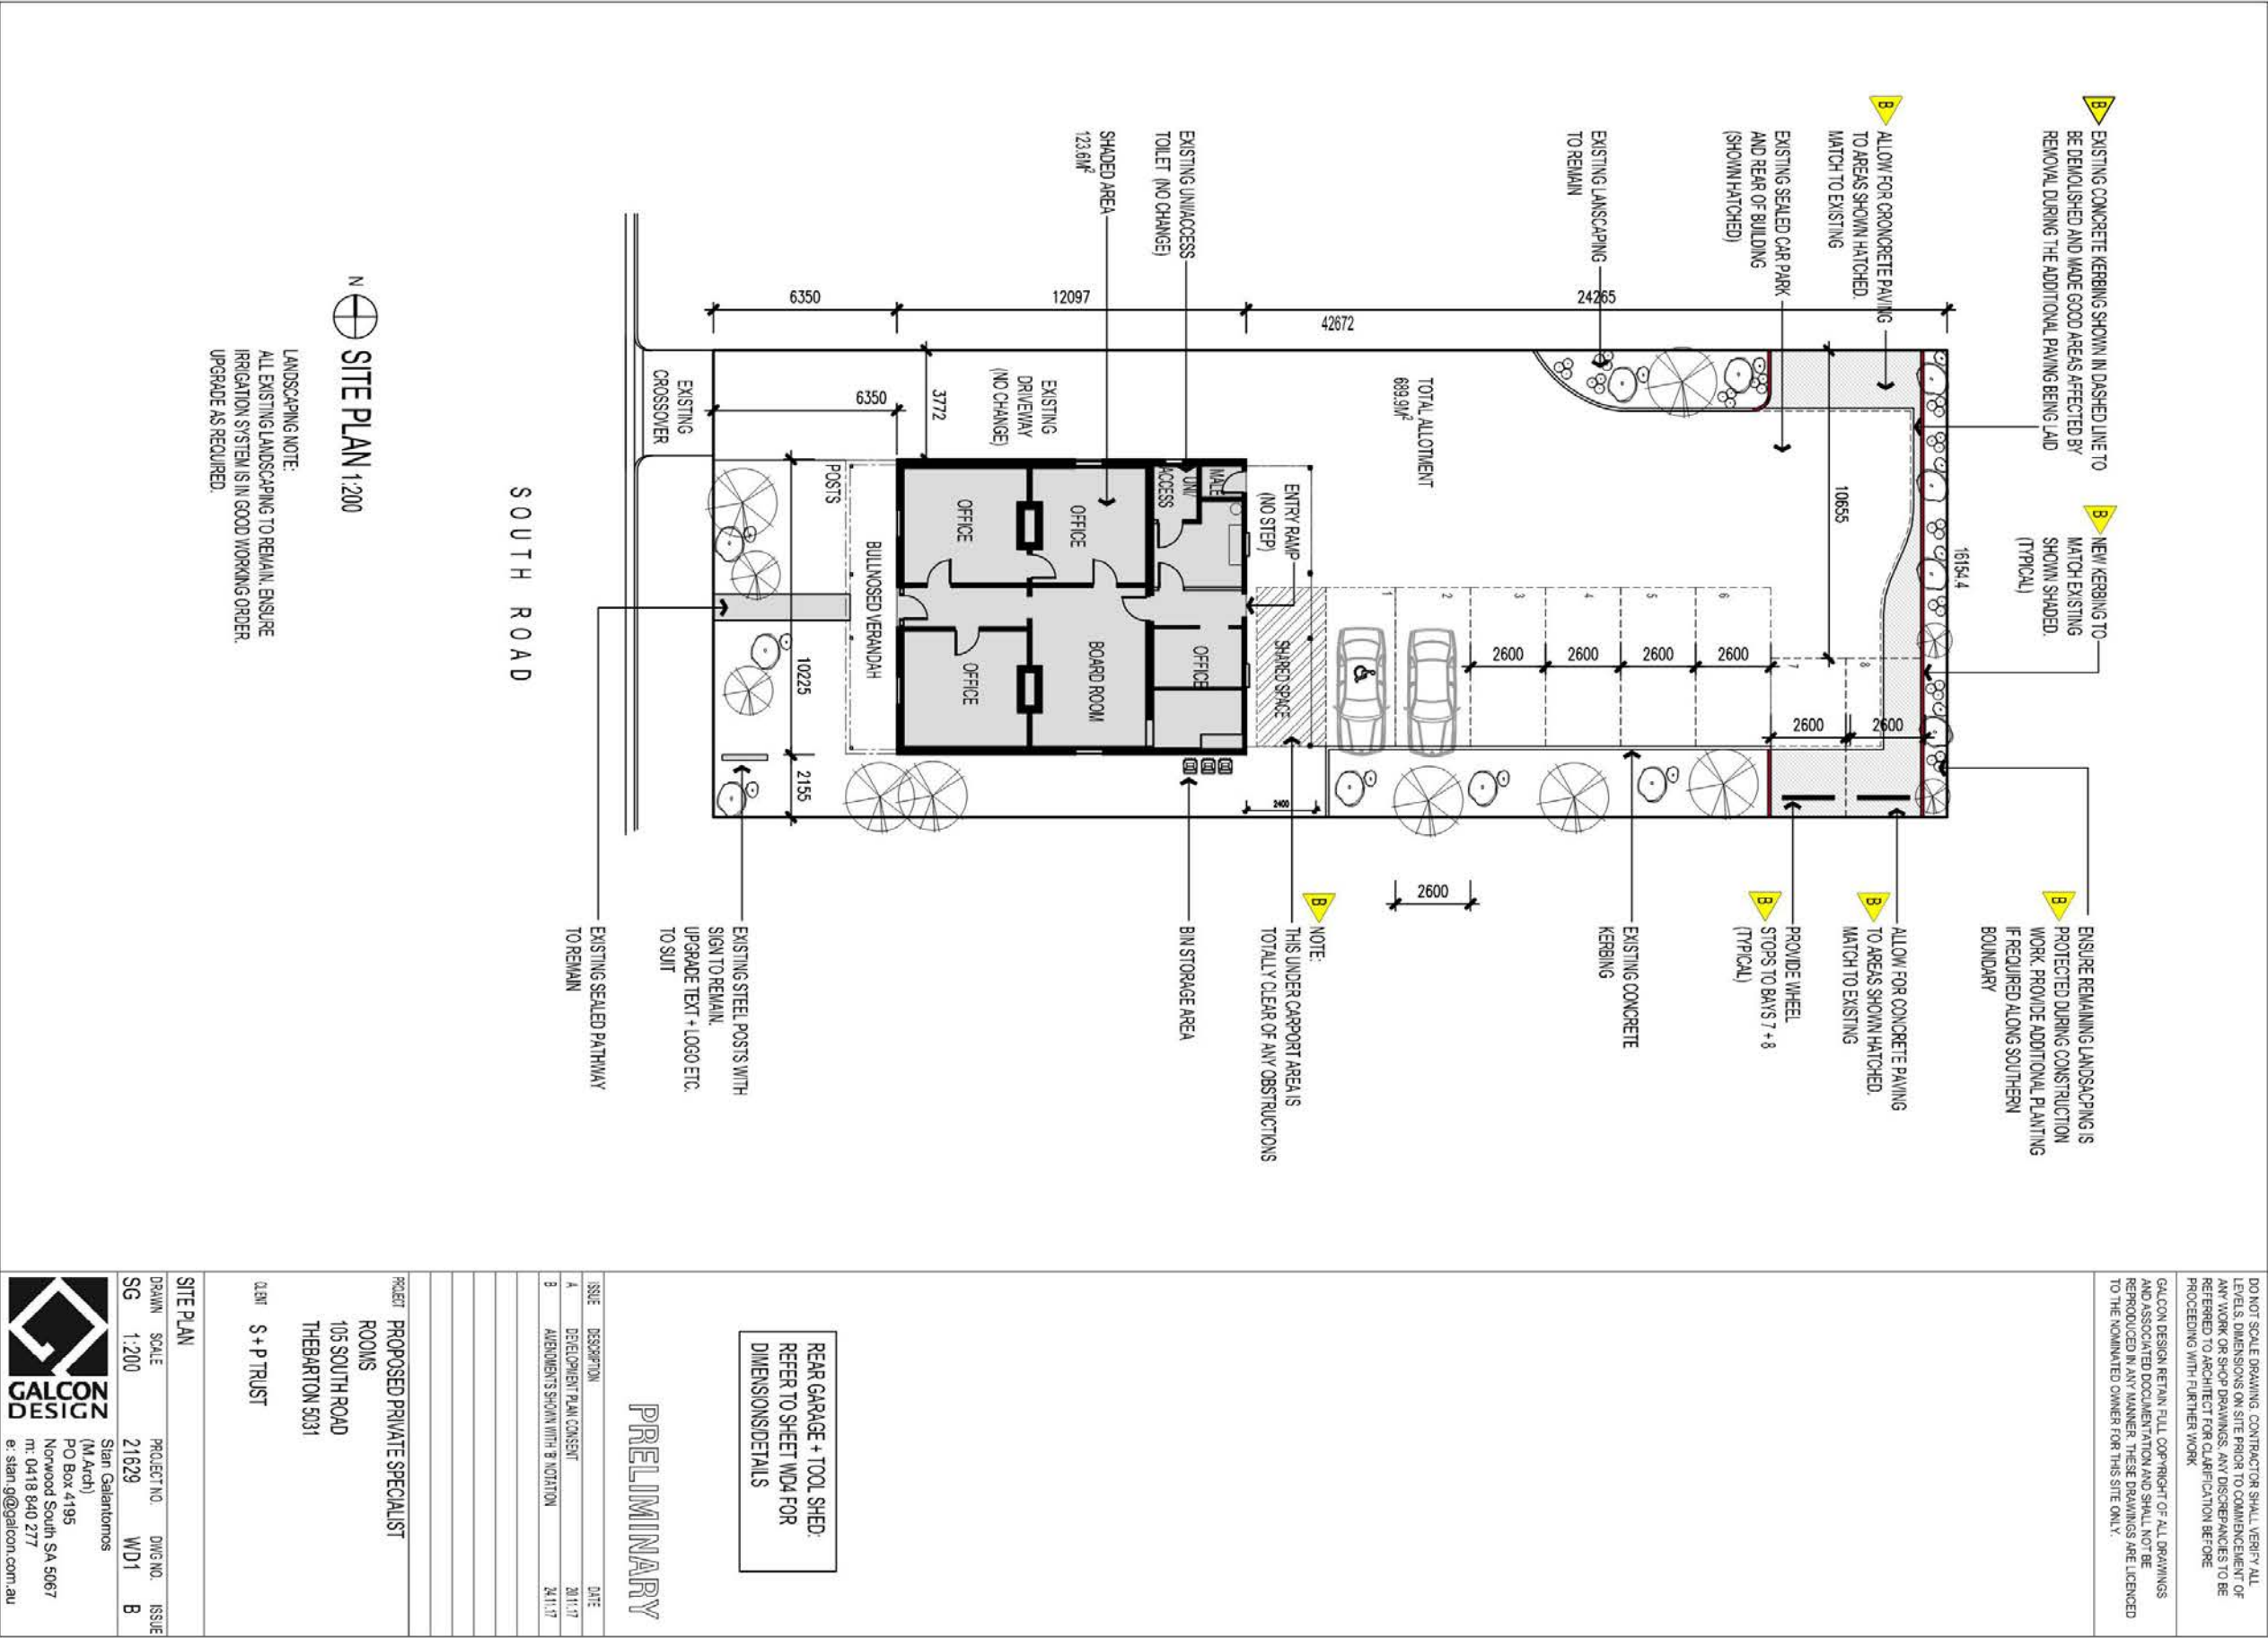 EXISTING CONCRETE KERBING SHOWN IN DASHED LINE TO
BE DEMOLISHED AND MADE GOOD AREAS AFFECTED BY
REMOVAL DURING THE ADDITIONAL PAVING BEING LAID
B
ALLOW FOR CRONCRETE PAVING
TO AREAS SHOWN HATCHED.
MATCH TO EXISTING
B
EXISTING SEALED CAR PARK
AND REAR OF BUILDING
(SHOWN HATCHED)
EXISTING LANSCAPING
TO REMAIN
EXISTING UNI/ACCESS
TOILET (NO CHANGE)
SHADED AREA
123.6M²
B
NEW KERBING TO
MATCH EXISTING
SHOWN SHADED.
(TYPICAL)
ENSURE REMAINING LANDSACPING IS
PROTECTED DURING CONSTRUCTION
WORK. PROVIDE ADDITIONAL PLANTING
IF REQUIRED ALONG SOUTHERN
BOUNDARY
B
ALLOW FOR CONCRETE PAVING
TO AREAS SHOWN HATCHED.
MATCH TO EXISTING
B
PROVIDE WHEEL
STOPS TO BAYS 7 + 8
(TYPICAL)
B
EXISTING CONCRETE
KERBING
B
NOTE:
THIS UNDER CARPORT AREA IS
TOTALLY CLEAR OF ANY OBSTRUCTIONS
BIN STORAGE AREA
EXISTING STEEL POSTS WITH
SIGN TO REMAIN.
UPGRADE TEXT + LOGO ETC.
TO SUIT
EXISTING SEALED PATHWAY
TO REMAIN
16154.4
24265
42672
12097
6350
10655
2600
2600
2600
2600
2600
2600
2600
2400
8
7
6
5
4
3
2
1
TOTAL ALLOTMENT
689.9M²
ENTRY RAMP
(NO STEP)
SHARED SPACE
MALE
UNI/
ACCESS
OFFICE
OFFICE
BOARD ROOM
OFFICE
OFFICE
EXISTING
DRIVEWAY
(NO CHANGE)
3772
6350
BULLNOSED VERANDAH
POSTS
10225
2155
EXISTING
CROSSOVER
SOUTH ROAD
N
SITE PLAN 1:200
LANDSCAPING NOTE:
ALL EXISTING LANDSCAPING TO REMAIN. ENSURE
IRRIGATION SYSTEM IS IN GOOD WORKING ORDER.
UPGRADE AS REQUIRED.
DO NOT SCALE DRAWING. CONTRACTOR SHALL VERIFY ALL
LEVELS, DIMENSIONS ON SITE PRIOR TO COMMENCEMENT OF
ANY WORK OR SHOP DRAWINGS. ANY DISCREPANCIES TO BE
REFERRED TO ARCHITECT FOR CLARIFICATION BEFORE
PROCEEDING WITH FURTHER WORK
GALCON DESIGN RETAIN FULL COPYRIGHT OF ALL DRAWINGS
AND ASSOCIATED DOCUMENTATION AND SHALL NOT BE
REPRODUCED IN ANY MANNER. THESE DRAWINGS ARE LICENCED
TO THE NOMINATED OWNER FOR THIS SITE ONLY.
REAR GARAGE + TOOL SHED:
REFER TO SHEET WD4 FOR
DIMENSIONS/DETAILS
PRELIMINARY
ISSUE DESCRIPTION DATE
A DEVELOPMENT PLAN CONSENT 20.11.17
B AMENDMENTS SHOWN WITH 'B' NOTATION 24.11.17
PROJECT PROPOSED PRIVATE SPECIALIST
ROOMS
105 SOUTH ROAD
THEBARTON 5031
CLIENT S + P TRUST
SITE PLAN
DRAWN SCALE PROJECT NO. DWG NO. ISSUE
SG 1:200 21629 WD1 B
GALCON
DESIGN
Stan Galantomos
(M.Arch)
PO Box 4195
Norwood South SA 5067
m: 0418 840 277
e: stan.g@galcon.com.au